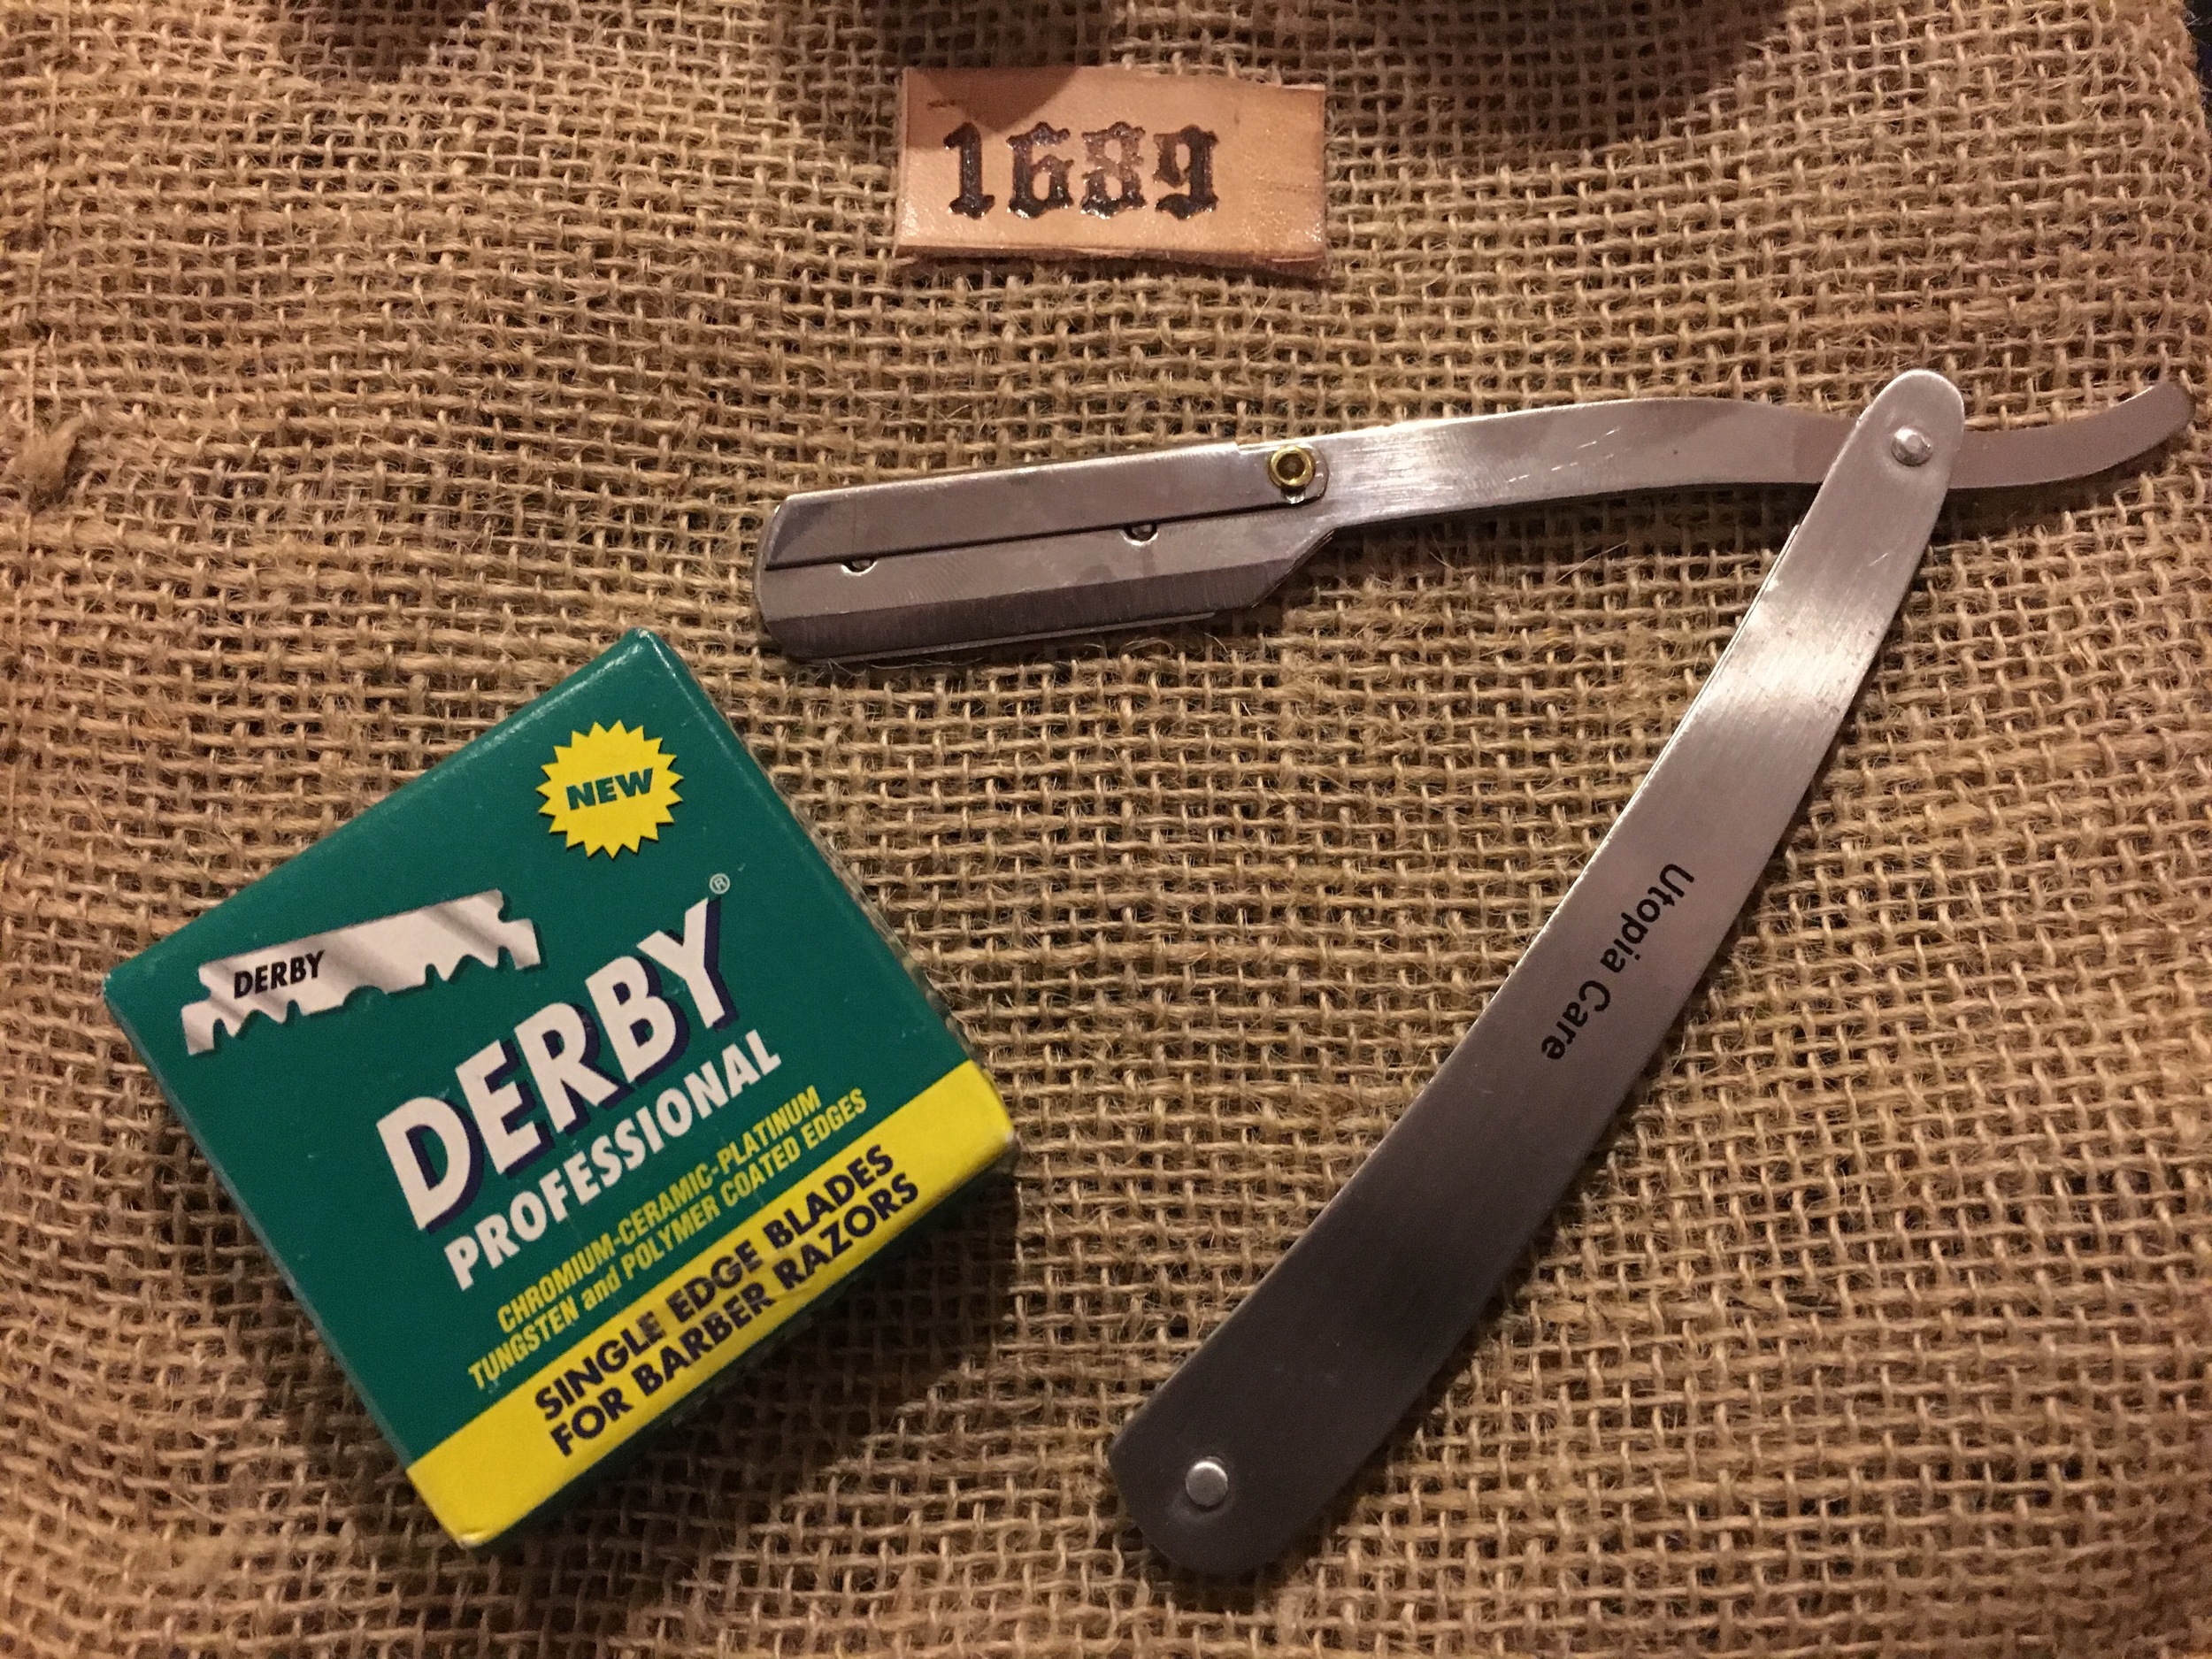 1689
NEW
DERBY
DERBY®
PROFESSIONAL
CHROMIUM-CERAMIC-PLATINUM
TUNGSTEN and POLYMER COATED EDGES
SINGLE EDGE BLADES
FOR BARBER RAZORS
Utopia Care